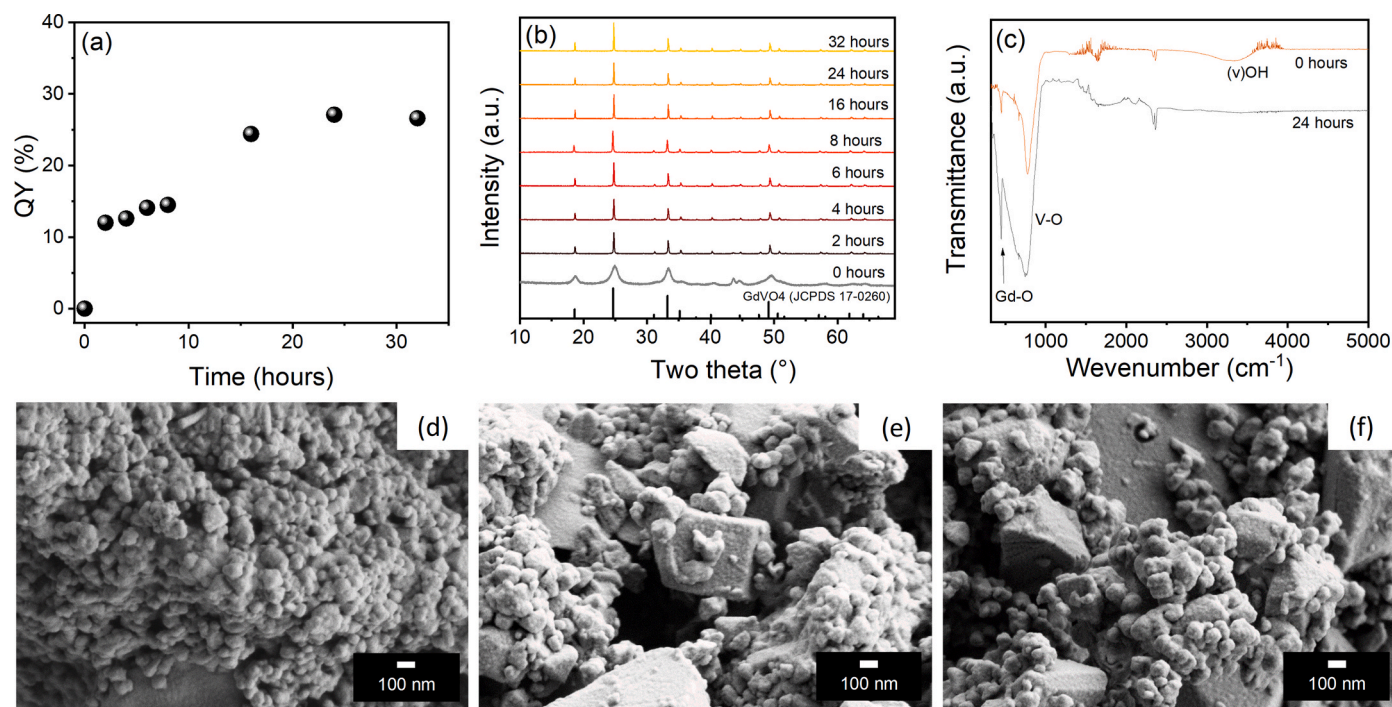 (a)
40
30
20
10
0
QY (%)
0
10
20
30
Time (hours)
(b)
32 hours
24 hours
16 hours
8 hours
6 hours
4 hours
2 hours
0 hours
GdVO4 (JCPDS 17-0260)
Intensity (a.u.)
10
20
30
40
50
60
Two theta (°)
(c)
(v)OH
0 hours
24 hours
V-O
Gd-O
Transmittance (a.u.)
1000
2000
3000
4000
5000
Wavenumber (cm-1)
(d)
100 nm
(e)
100 nm
(f)
100 nm